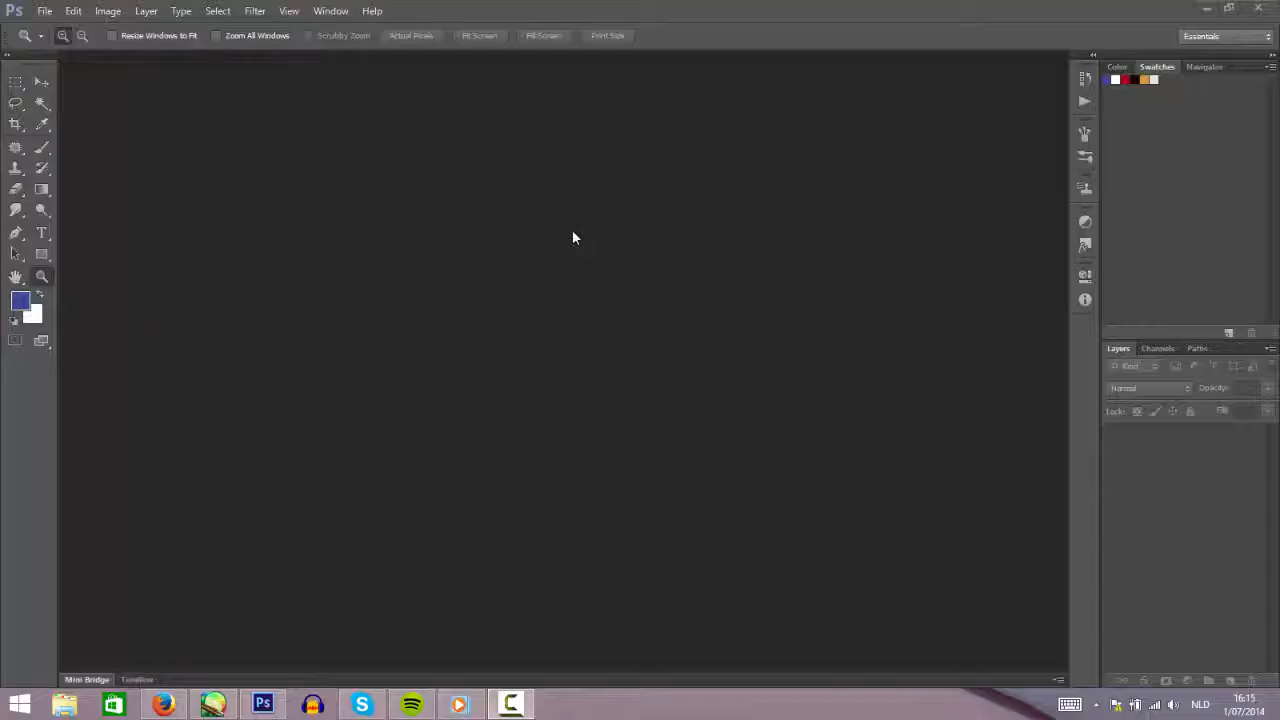 Ps File Edit Image Layer Type Select Filter View Window Help
Resize Windows to Fit Zoom All Windows Scrubby Zoom Actual Pixels Fit Screen Fill Screen Print Size Essentials
Color Swatches Navigator
Layers Channels Paths
Kind
Normal Opacity:
Lock: Fill:
Mini Bridge Timeline
Ps NLD 16:15
1/07/2014